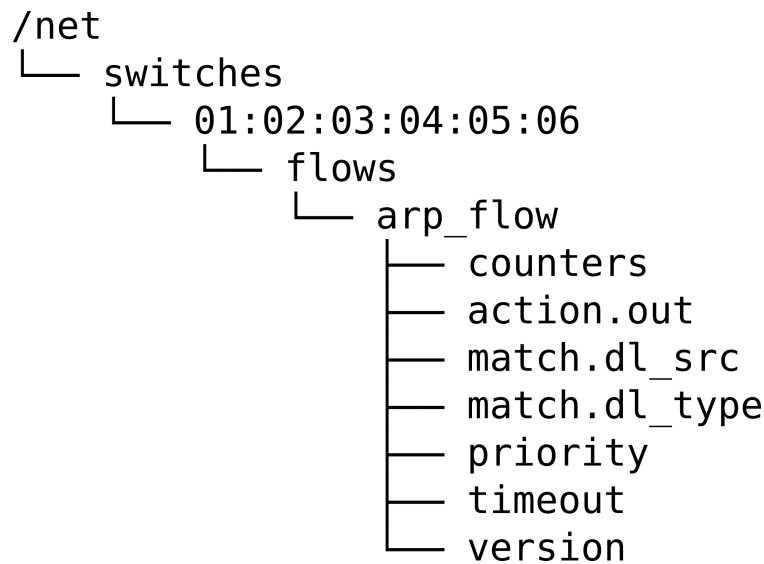 /net
switches
01:02:03:04:05:06
flows
arp_flow
counters
action.out
match.dl_src
match.dl_type
priority
timeout
version